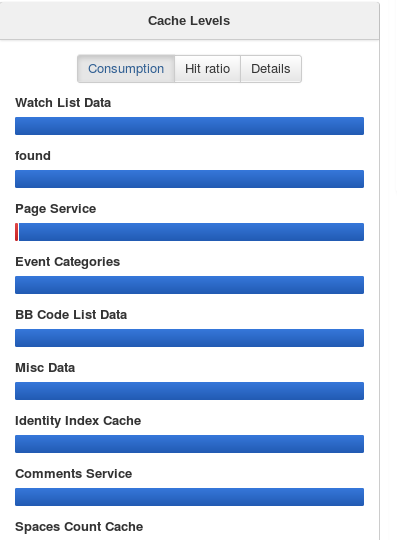 Cache Levels
Consumption Hit ratio Details
Watch List Data
found
Page Service
Event Categories
BB Code List Data
Misc Data
Identity Index Cache
Comments Service
Spaces Count Cache